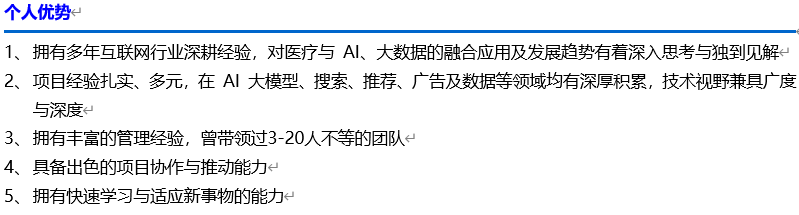 个人优势
1、拥有多年互联网行业深耕经验，对医疗与 AI、大数据的融合应用及发展趋势有着深入思考与独到见解
2、项目经验扎实、多元，在 AI 大模型、搜索、推荐、广告及数据等领域均有深厚积累，技术视野兼具广度
与深度
3、拥有丰富的管理经验，曾带领过3-20人不等的团队
4、具备出色的项目协作与推动能力
5、拥有快速学习与适应新事物的能力